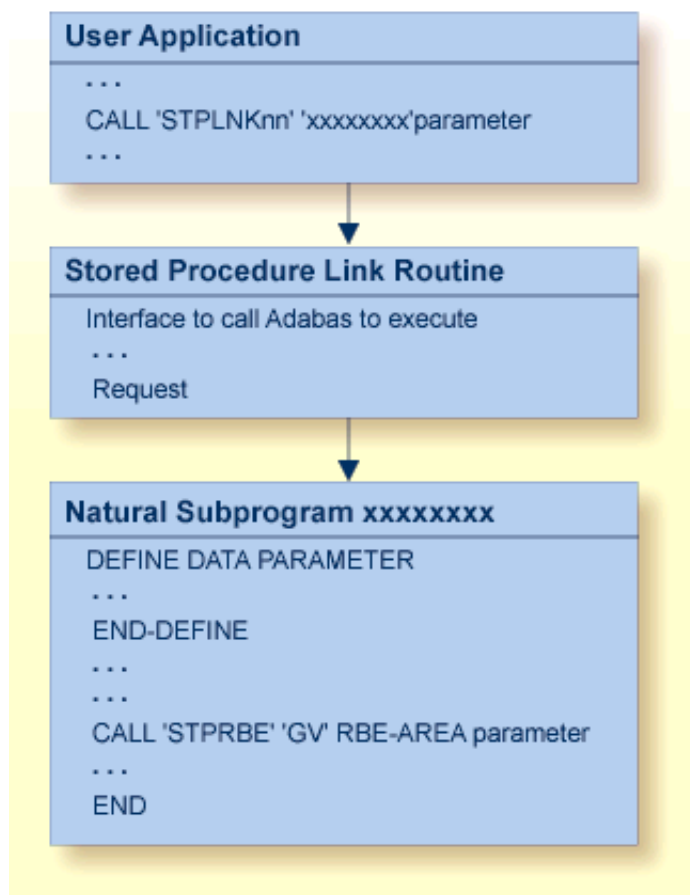 User Application
. . .
CALL 'STPLNKnn' 'xxxxxxxx'parameter
. . .
Stored Procedure Link Routine
Interface to call Adabas to execute
. . .
Request
Natural Subprogram xxxxxxxx
DEFINE DATA PARAMETER
. . .
END-DEFINE
. . .
. . .
CALL 'STPRBE' 'GV' RBE-AREA parameter
. . .
END